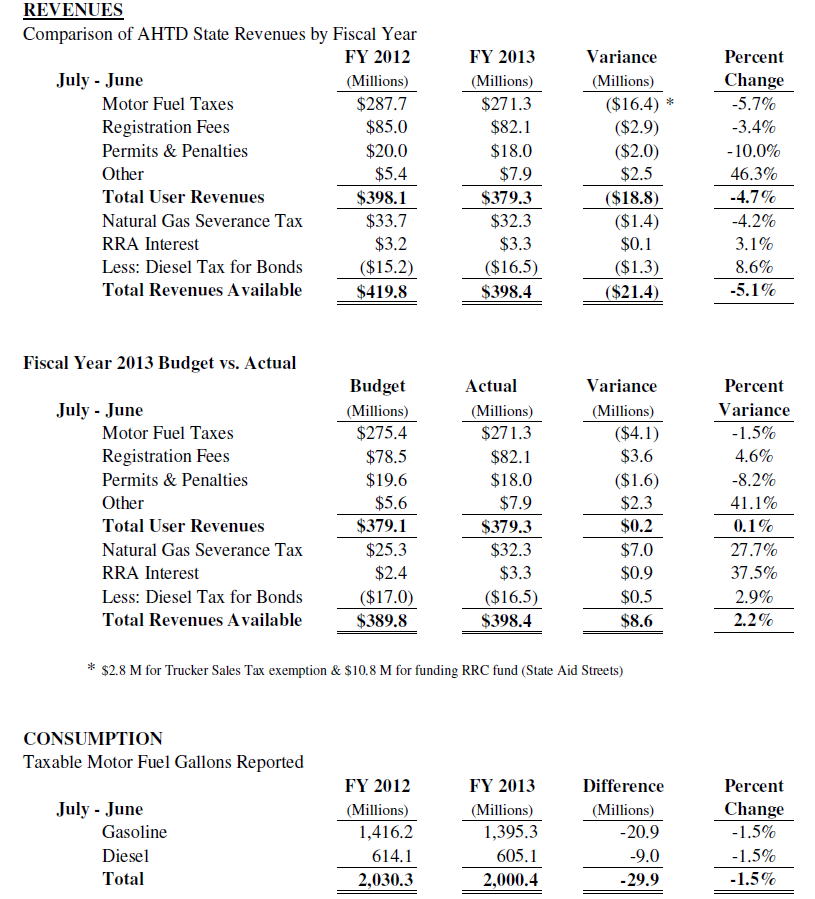 REVENUES
Comparison of AHTD State Revenues by Fiscal Year
FY 2012 FY 2013 Variance Percent
July - June (Millions) (Millions) (Millions) Change
Motor Fuel Taxes $287.7 $271.3 ($16.4) * -5.7%
Registration Fees $85.0 $82.1 ($2.9) -3.4%
Permits & Penalties $20.0 $18.0 ($2.0) -10.0%
Other $5.4 $7.9 $2.5 46.3%
Total User Revenues $398.1 $379.3 ($18.8) -4.7%
Natural Gas Severance Tax $33.7 $32.3 ($1.4) -4.2%
RRA Interest $3.2 $3.3 $0.1 3.1%
Less: Diesel Tax for Bonds ($15.2) ($16.5) ($1.3) 8.6%
Total Revenues Available $419.8 $398.4 ($21.4) -5.1%
Fiscal Year 2013 Budget vs. Actual
Budget Actual Variance Percent
July - June (Millions) (Millions) (Millions) Variance
Motor Fuel Taxes $275.4 $271.3 ($4.1) -1.5%
Registration Fees $78.5 $82.1 $3.6 4.6%
Permits & Penalties $19.6 $18.0 ($1.6) -8.2%
Other $5.6 $7.9 $2.3 41.1%
Total User Revenues $379.1 $379.3 $0.2 0.1%
Natural Gas Severance Tax $25.3 $32.3 $7.0 27.7%
RRA Interest $2.4 $3.3 $0.9 37.5%
Less: Diesel Tax for Bonds ($17.0) ($16.5) $0.5 2.9%
Total Revenues Available $389.8 $398.4 $8.6 2.2%
* $2.8 M for Trucker Sales Tax exemption & $10.8 M for funding RRC fund (State Aid Streets)
CONSUMPTION
Taxable Motor Fuel Gallons Reported
FY 2012 FY 2013 Difference Percent
July - June (Millions) (Millions) (Millions) Change
Gasoline 1,416.2 1,395.3 -20.9 -1.5%
Diesel 614.1 605.1 -9.0 -1.5%
Total 2,030.3 2,000.4 -29.9 -1.5%